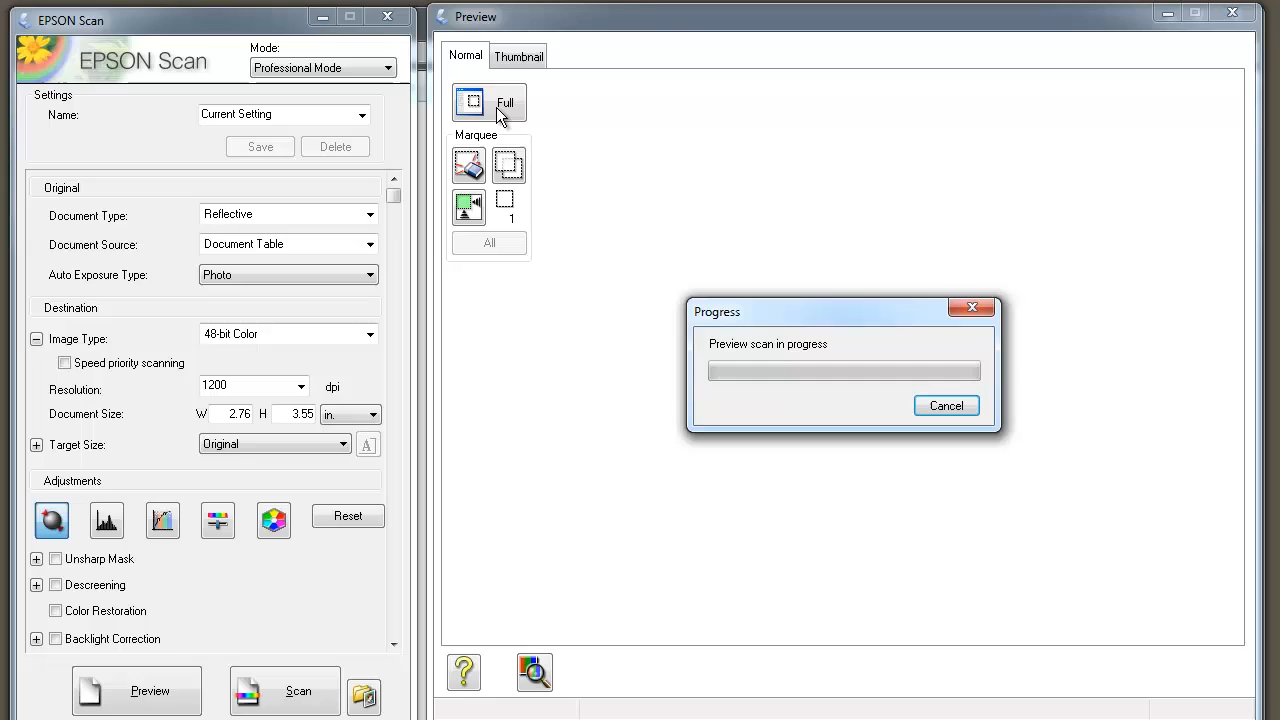 EPSON Scan
EPSON Scan
Mode:
Professional Mode
Settings
Name:
Current Setting
Save
Delete
Original
Document Type:
Reflective
Document Source:
Document Table
Auto Exposure Type:
Photo
Destination
Image Type:
48-bit Color
Speed priority scanning
Resolution:
1200
dpi
Document Size:
W
2.76
H
3.55
in.
Target Size:
Original
A
Adjustments
Reset
Unsharp Mask
Descreening
Color Restoration
Backlight Correction
Preview
Scan
Preview
Normal
Thumbnail
Full
Marquee
1
All
Progress
Preview scan in progress
Cancel